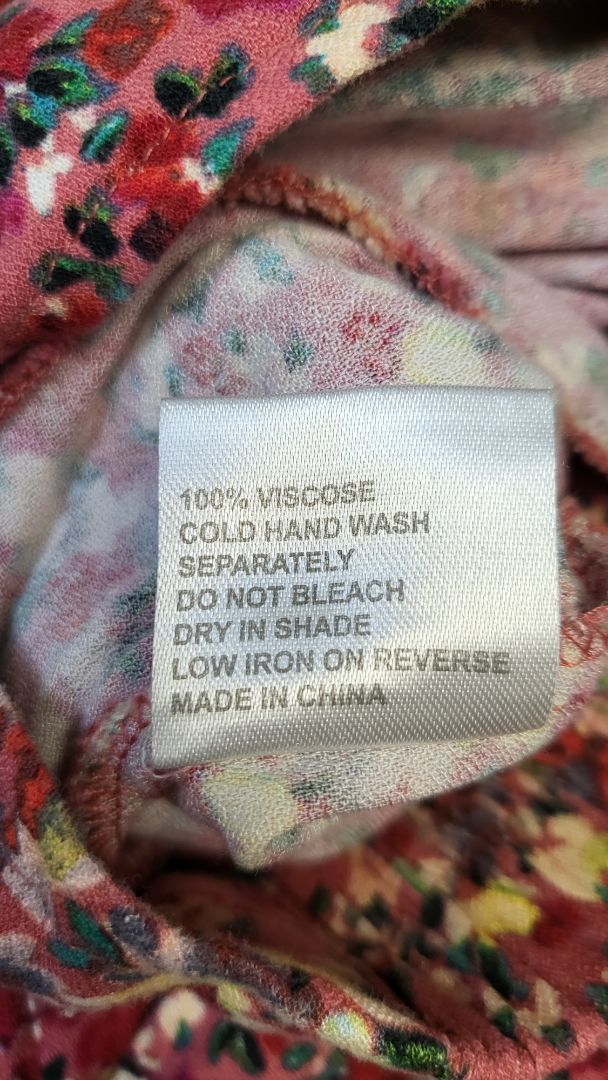 100% VISCOSE
COLD HAND WASH
SEPARATELY
DO NOT BLEACH
DRY IN SHADE
LOW IRON ON REVERSE
MADE IN CHINA